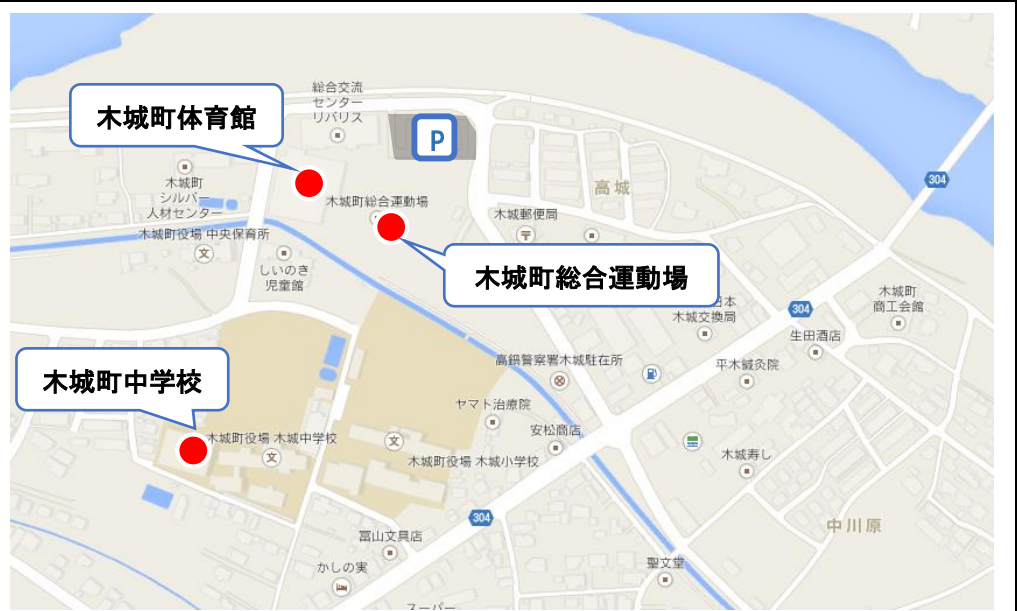 総合交流
センター
リバリス
木城町体育館
P
304
木城町
シルバー
人材センター
高城
木城町総合運動場
木城郵便局
木城町役場 中央保育所
文
しいのき
児童館
木城町総合運動場
木城交換局
304
木城町
商工会館
生田酒店
高鍋警察署木城駐在所
平木鍼灸院
木城町中学校
ヤマト治療院
安松商店
木城町役場 木城中学校
文
文
木城町役場 木城小学校
木城寿し
304
中川原
冨山文具店
かしの実
聖文堂
スーパー